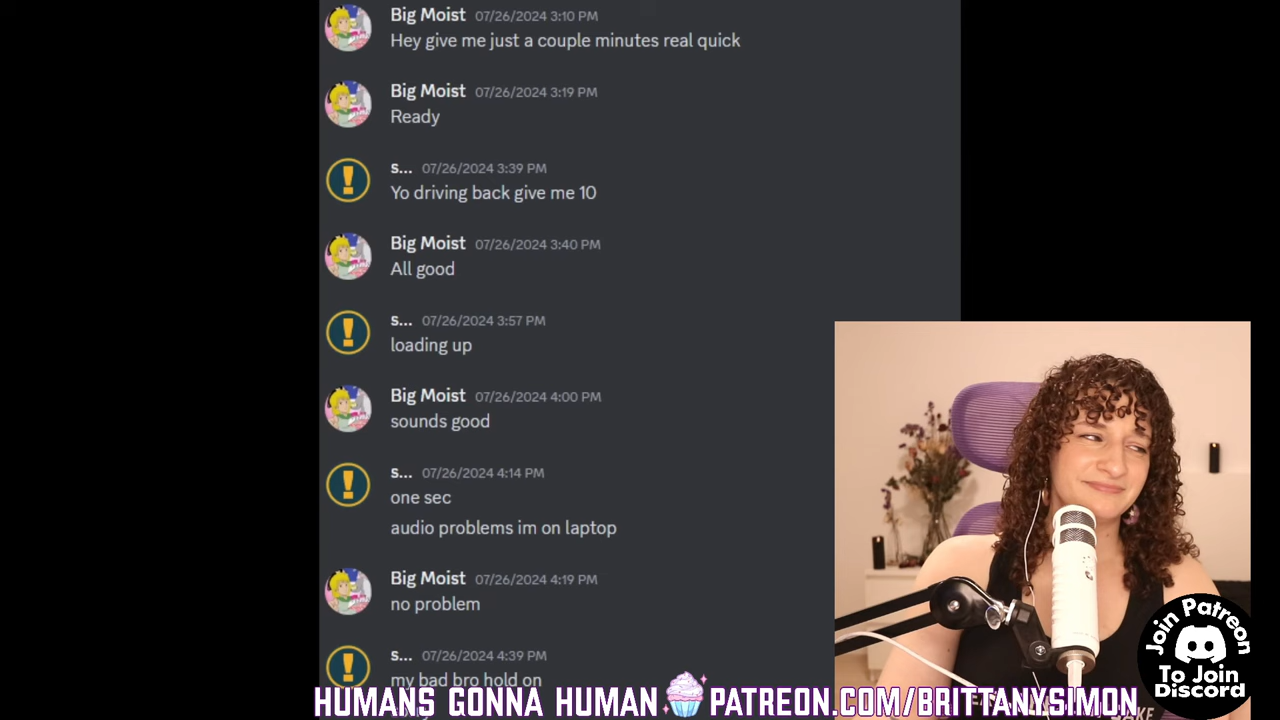 Big Moist 07/26/2024 3:10 PM
Hey give me just a couple minutes real quick
Big Moist 07/26/2024 3:19 PM
Ready
s... 07/26/2024 3:39 PM
Yo driving back give me 10
Big Moist 07/26/2024 3:40 PM
All good
s... 07/26/2024 3:57 PM
loading up
Big Moist 07/26/2024 4:00 PM
sounds good
s... 07/26/2024 4:14 PM
one sec
audio problems im on laptop
Big Moist 07/26/2024 4:19 PM
no problem
s... 07/26/2024 4:39 PM
my bad bro hold on
Join Patreon
To Join
Discord
HUMANS GONNA HUMAN PATREON.COM/BRITTANYSIMON